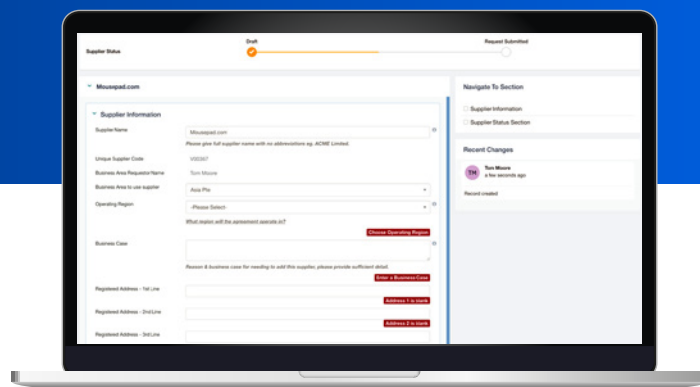 Supplier Status
Draft
Request Submitted
Mousepad.com
Supplier Information
Supplier Name
Mousepad.com
Please give full supplier name with no abbreviations eg. ACME Limited.
Unique Supplier Code
Business Area Requestor Name
Tom Moore
Business Area to use supplier
Asia Pac
Operating Region
-Please Select-
What region will the agreement operate in?
Choose Operating Region
Business Case
Reason & business case for needing to add this supplier, please provide sufficient detail.
Enter a Business Case
Registered Address - 1st Line
Address 1 is blank
Registered Address - 2nd Line
Address 2 is blank
Registered Address - 3rd Line
Navigate To Section
Supplier Information
Supplier Status Section
Recent Changes
TM
Tom Moore
a few seconds ago
Record created